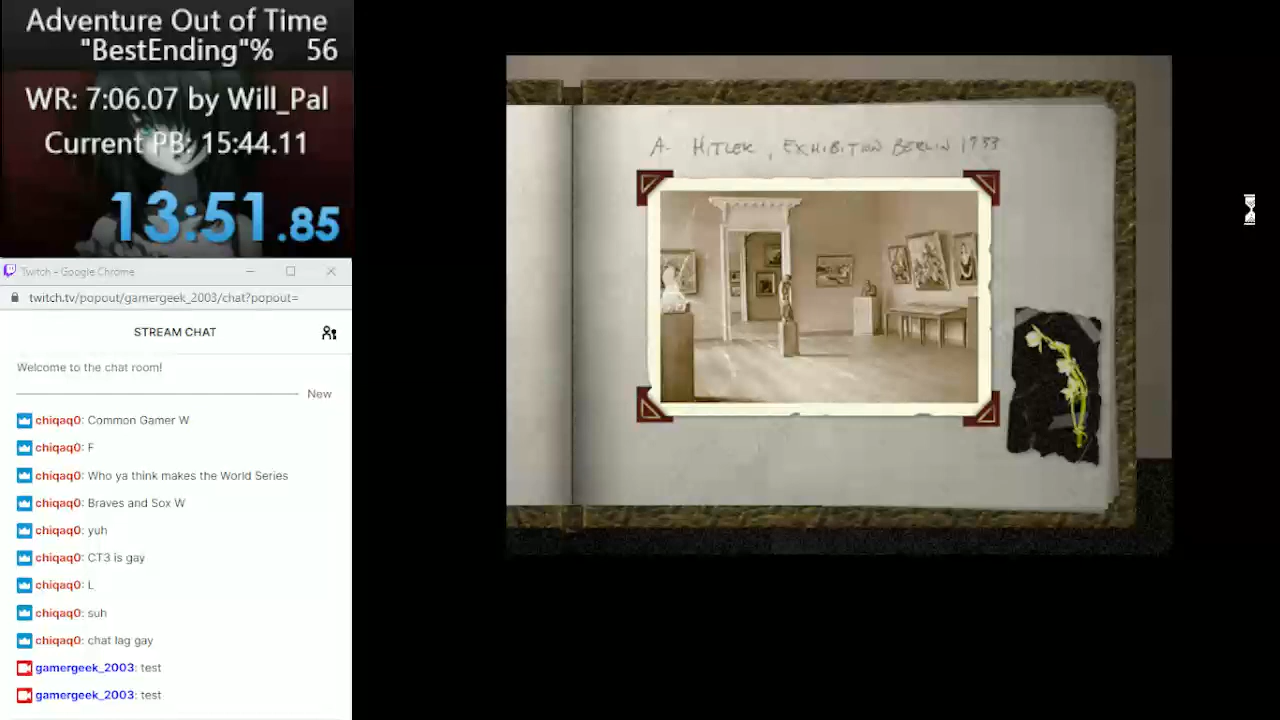 Adventure Out of Time
"BestEnding"% 56
WR: 7:06.07 by Will_Pal
Current PB: 15:44.11
13:51.85
Twitch - Google Chrome
twitch.tv/popout/gamergeek_2003/chat?popout=
STREAM CHAT
Welcome to the chat room!
New
chiqaq0: Common Gamer W
chiqaq0: F
chiqaq0: Who ya think makes the World Series
chiqaq0: Braves and Sox W
chiqaq0: yuh
chiqaq0: CT3 is gay
chiqaq0: L
chiqaq0: suh
chiqaq0: chat lag gay
gamergeek_2003: test
gamergeek_2003: test
A. HITLER, EXHIBITION BERLIN 1933